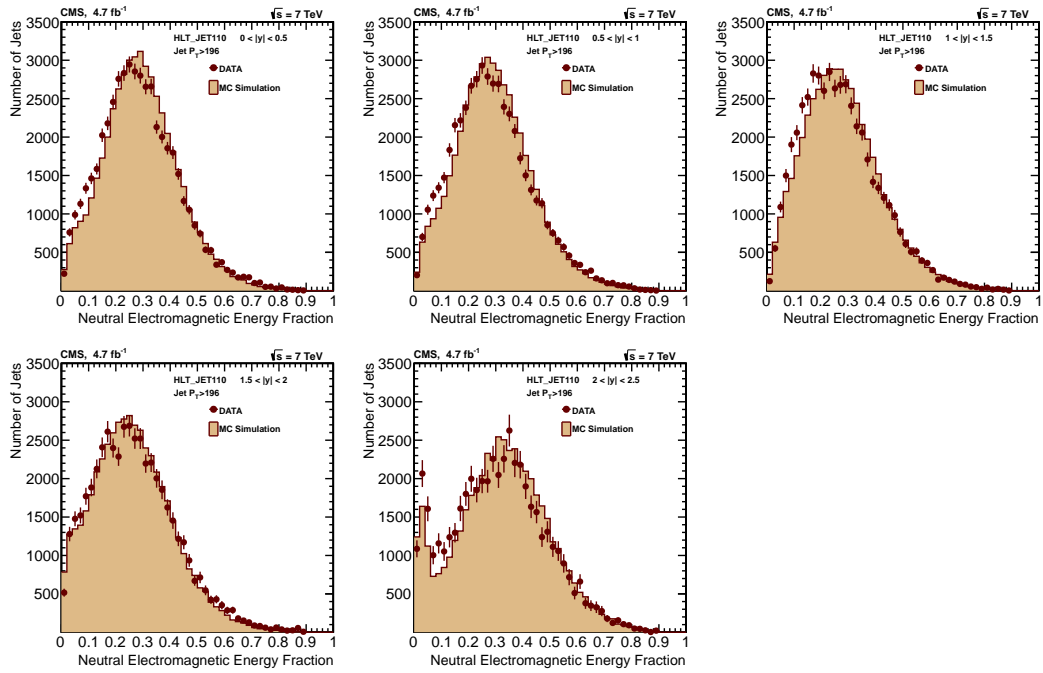 CMS, 4.7 fb⁻¹ √s = 7 TeV
Number of Jets
HLT_JET110 0 < |y| < 0.5
Jet P_T>196
DATA
MC Simulation
3500
3000
2500
2000
1500
1000
500
0 0.1 0.2 0.3 0.4 0.5 0.6 0.7 0.8 0.9 1
Neutral Electromagnetic Energy Fraction
CMS, 4.7 fb⁻¹ √s = 7 TeV
Number of Jets
HLT_JET110 0.5 < |y| < 1
Jet P_T>196
DATA
MC Simulation
3500
3000
2500
2000
1500
1000
500
0 0.1 0.2 0.3 0.4 0.5 0.6 0.7 0.8 0.9 1
Neutral Electromagnetic Energy Fraction
CMS, 4.7 fb⁻¹ √s = 7 TeV
Number of Jets
HLT_JET110 1 < |y| < 1.5
Jet P_T>196
DATA
MC Simulation
3500
3000
2500
2000
1500
1000
500
0 0.1 0.2 0.3 0.4 0.5 0.6 0.7 0.8 0.9 1
Neutral Electromagnetic Energy Fraction
CMS, 4.7 fb⁻¹ √s = 7 TeV
Number of Jets
HLT_JET110 1.5 < |y| < 2
Jet P_T>196
DATA
MC Simulation
3500
3000
2500
2000
1500
1000
500
0 0.1 0.2 0.3 0.4 0.5 0.6 0.7 0.8 0.9 1
Neutral Electromagnetic Energy Fraction
CMS, 4.7 fb⁻¹ √s = 7 TeV
Number of Jets
HLT_JET110 2 < |y| < 2.5
Jet P_T>196
DATA
MC Simulation
3500
3000
2500
2000
1500
1000
500
0 0.1 0.2 0.3 0.4 0.5 0.6 0.7 0.8 0.9 1
Neutral Electromagnetic Energy Fraction